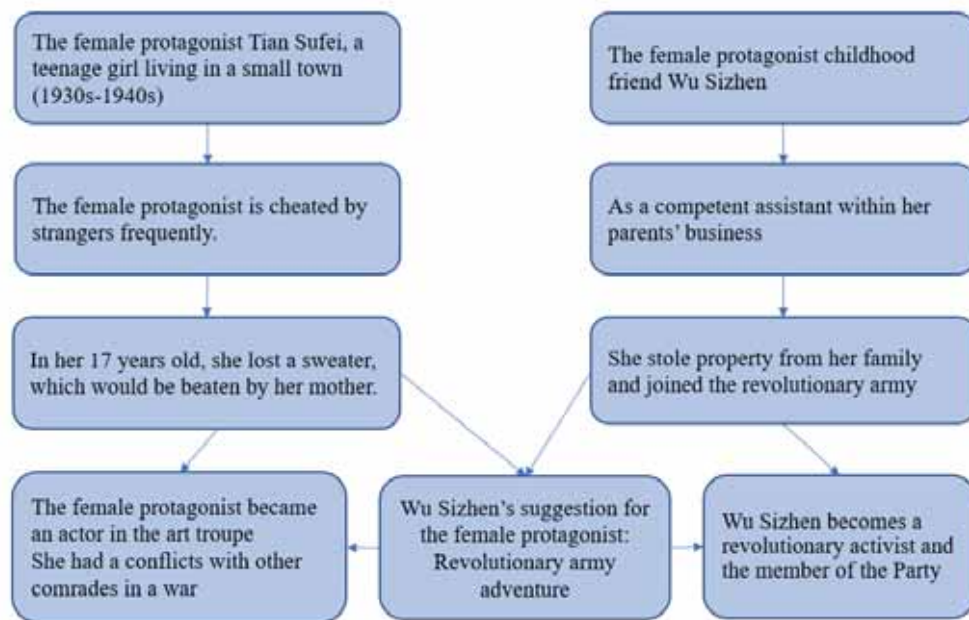 The female protagonist Tian Sufei, a
teenage girl living in a small town
(1930s-1940s)
The female protagonist childhood
friend Wu Sizhen
The female protagonist is cheated by
strangers frequently.
As a competent assistant within her
parents’ business
In her 17 years old, she lost a sweater,
which would be beaten by her mother.
She stole property from her family
and joined the revolutionary army
The female protagonist became
an actor in the art troupe
She had a conflicts with other
comrades in a war
Wu Sizhen’s suggestion for
the female protagonist:
Revolutionary army
adventure
Wu Sizhen becomes a
revolutionary activist and
the member of the Party